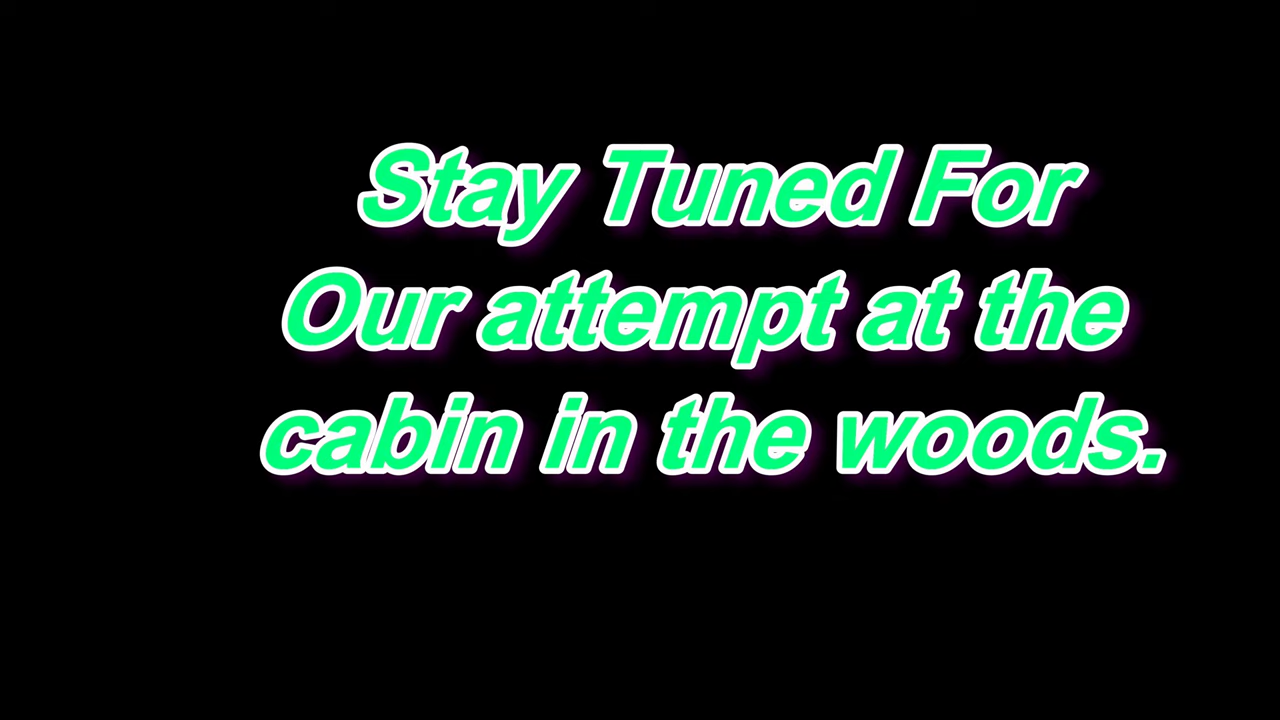 Stay Tuned For
Our attempt at the
cabin in the woods.